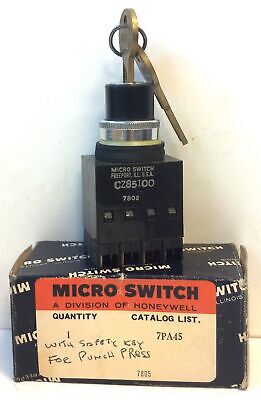 MICRO SWITCH
FREEPORT, ILL. U.S.A.
CZ85100
7802
MICRO SWITCH
A DIVISION OF HONEYWELL
QUANTITY CATALOG LIST.
1 7PA45
WITH SAFETY KEY
FOR PUNCH PRESS
7805